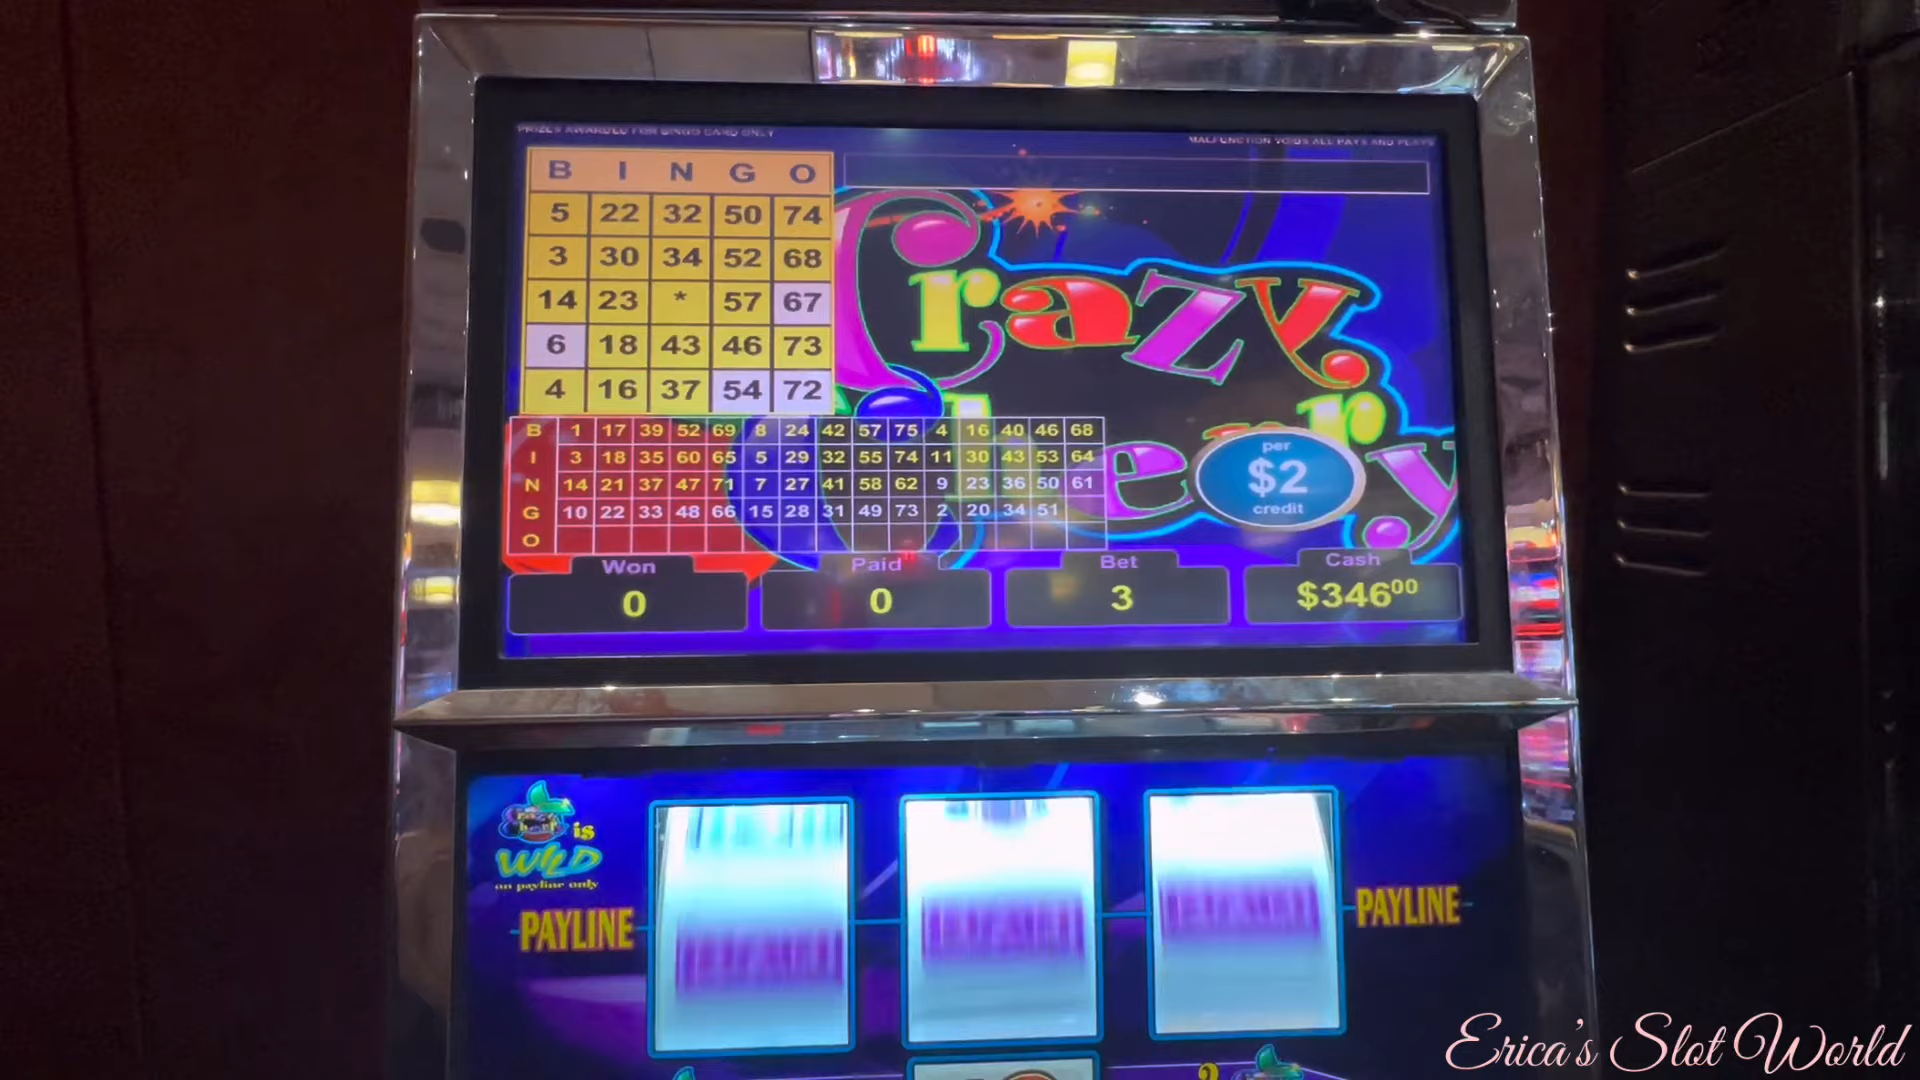 PRIZES AWARDED FOR BINGO CARD ONLY
MALFUNCTION VOIDS ALL PAYS AND PLAYS
B I N G O
5 22 32 50 74
3 30 34 52 68
14 23 * 57 67
6 18 43 46 73
4 16 37 54 72
Crazy
Cherry
B 1 17 39 52 69 8 24 42 57 75 4 16 40 46 68
I 3 18 35 60 65 5 29 32 55 74 11 30 43 53 64
N 14 21 37 47 71 7 27 41 58 62 9 23 36 50 61
G 10 22 33 48 66 15 28 31 49 73 2 20 34 51
O
per
$2
credit
Won Paid Bet Cash
0 0 3 $346.00
Crazy
Cherry is
WILD
on payline only
PAYLINE PAYLINE
2
Erica's Slot World